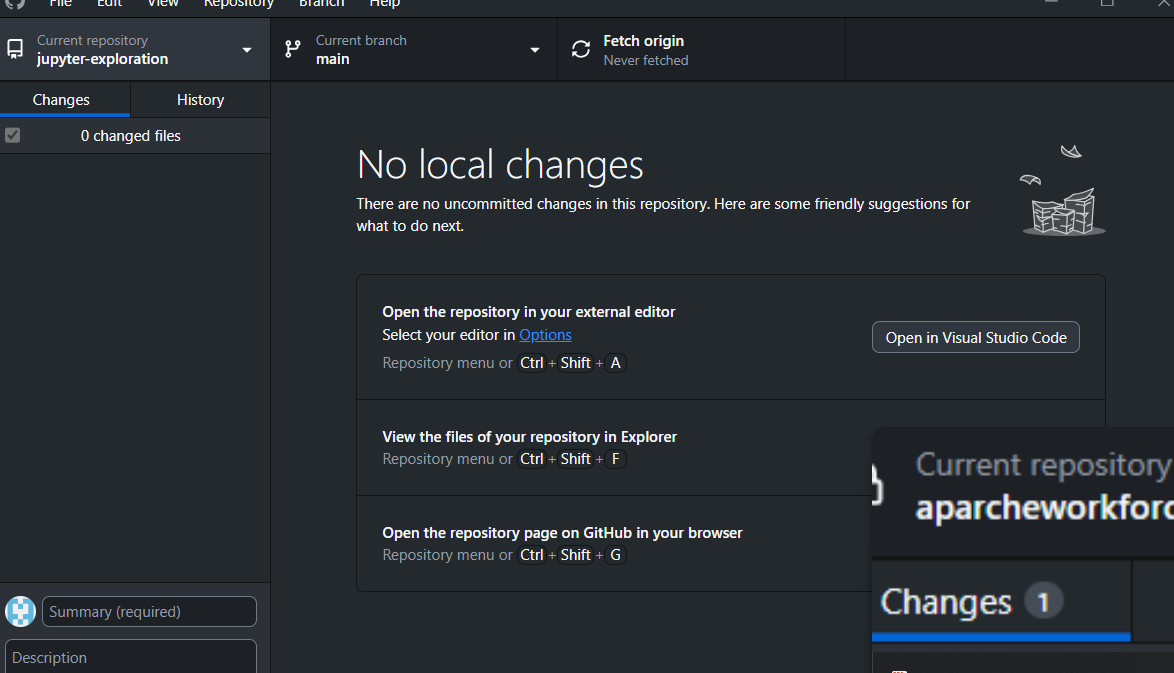 File Edit View Repository Branch Help
Current repository
jupyter-exploration
Current branch
main
Fetch origin
Never fetched
Changes
History
0 changed files
No local changes
There are no uncommitted changes in this repository. Here are some friendly suggestions for
what to do next.
Open the repository in your external editor
Select your editor in Options
Repository menu or Ctrl + Shift + A
Open in Visual Studio Code
View the files of your repository in Explorer
Repository menu or Ctrl + Shift + F
Open the repository page on GitHub in your browser
Repository menu or Ctrl + Shift + G
Summary (required)
Description
Current repository
aparcheworkforc
Changes 1